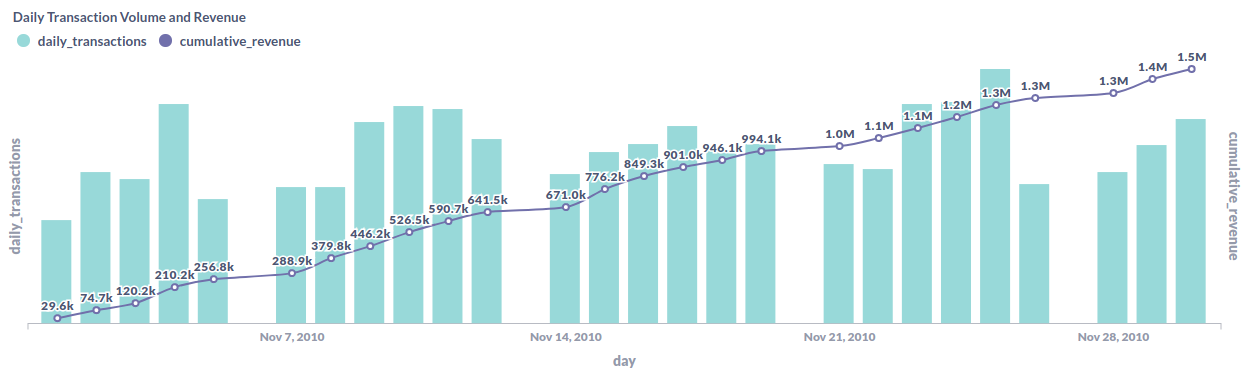 Daily Transaction Volume and Revenue
daily_transactions cumulative_revenue
daily_transactions
29.6k 74.7k 120.2k 210.2k 256.8k 288.9k 379.8k 446.2k 526.5k 590.7k 641.5k 671.0k 776.2k 849.3k 901.0k 946.1k 994.1k 1.0M 1.1M 1.1M 1.2M 1.3M 1.3M 1.3M 1.4M 1.5M
cumulative_revenue
Nov 7, 2010 Nov 14, 2010 Nov 21, 2010 Nov 28, 2010
day